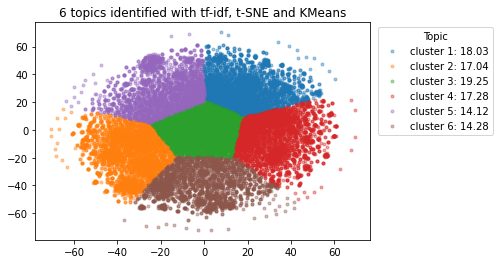 6 topics identified with tf-idf, t-SNE and KMeans
Topic
cluster 1: 18.03
cluster 2: 17.04
cluster 3: 19.25
cluster 4: 17.28
cluster 5: 14.12
cluster 6: 14.28
60
40
20
0
−20
−40
−60
−60 −40 −20 0 20 40 60